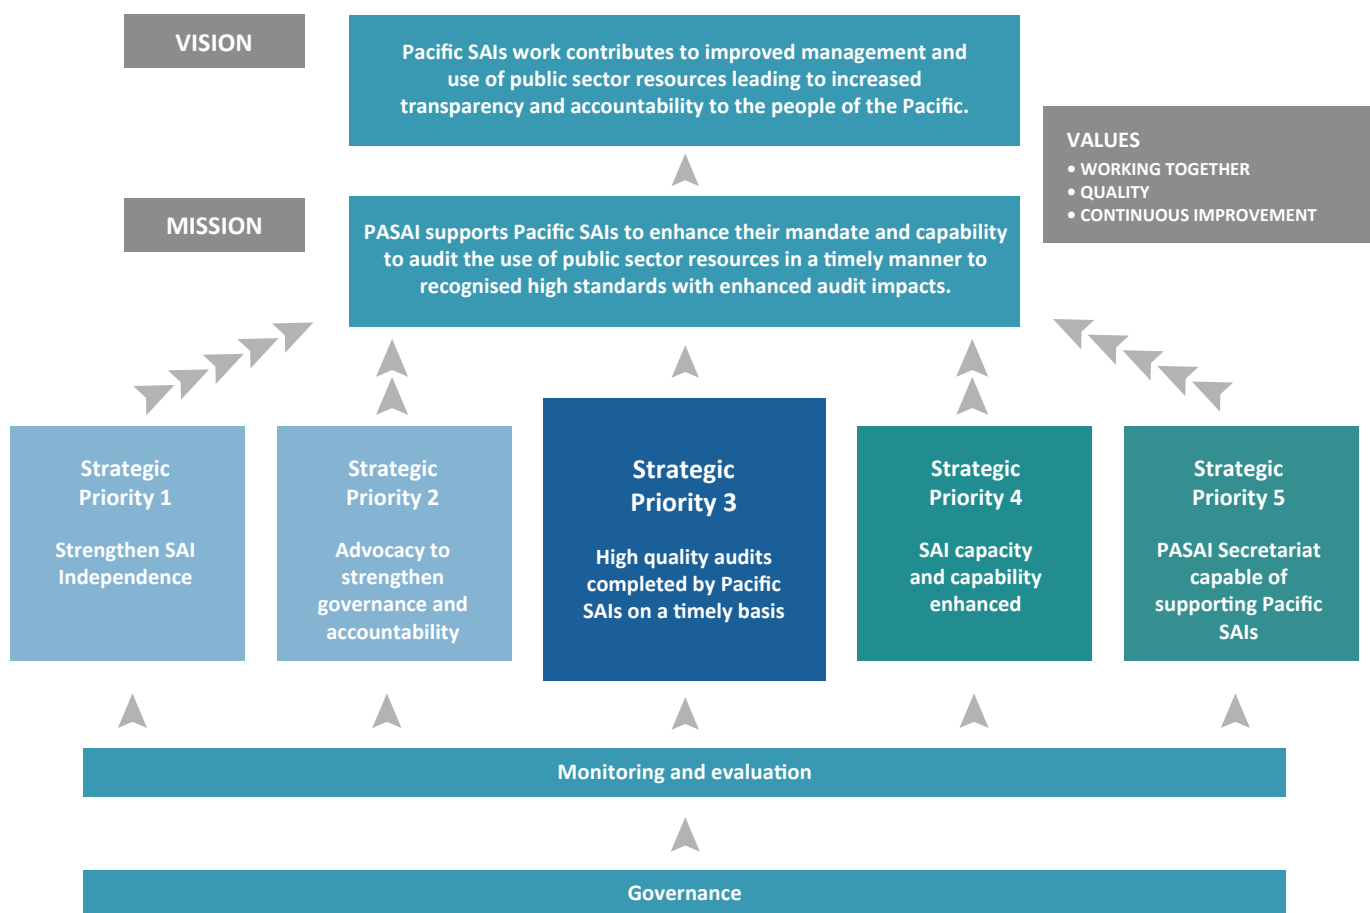 VISION
Pacific SAIs work contributes to improved management and
use of public sector resources leading to increased
transparency and accountability to the people of the Pacific.
VALUES
• WORKING TOGETHER
• QUALITY
• CONTINUOUS IMPROVEMENT
MISSION
PASAI supports Pacific SAIs to enhance their mandate and capability
to audit the use of public sector resources in a timely manner to
recognised high standards with enhanced audit impacts.
Strategic
Priority 1
Strengthen SAI
Independence
Strategic
Priority 2
Advocacy to
strengthen
governance and
accountability
Strategic
Priority 3
High quality audits
completed by Pacific
SAIs on a timely basis
Strategic
Priority 4
SAI capacity
and capability
enhanced
Strategic
Priority 5
PASAI Secretariat
capable of
supporting Pacific
SAIs
Monitoring and evaluation
Governance